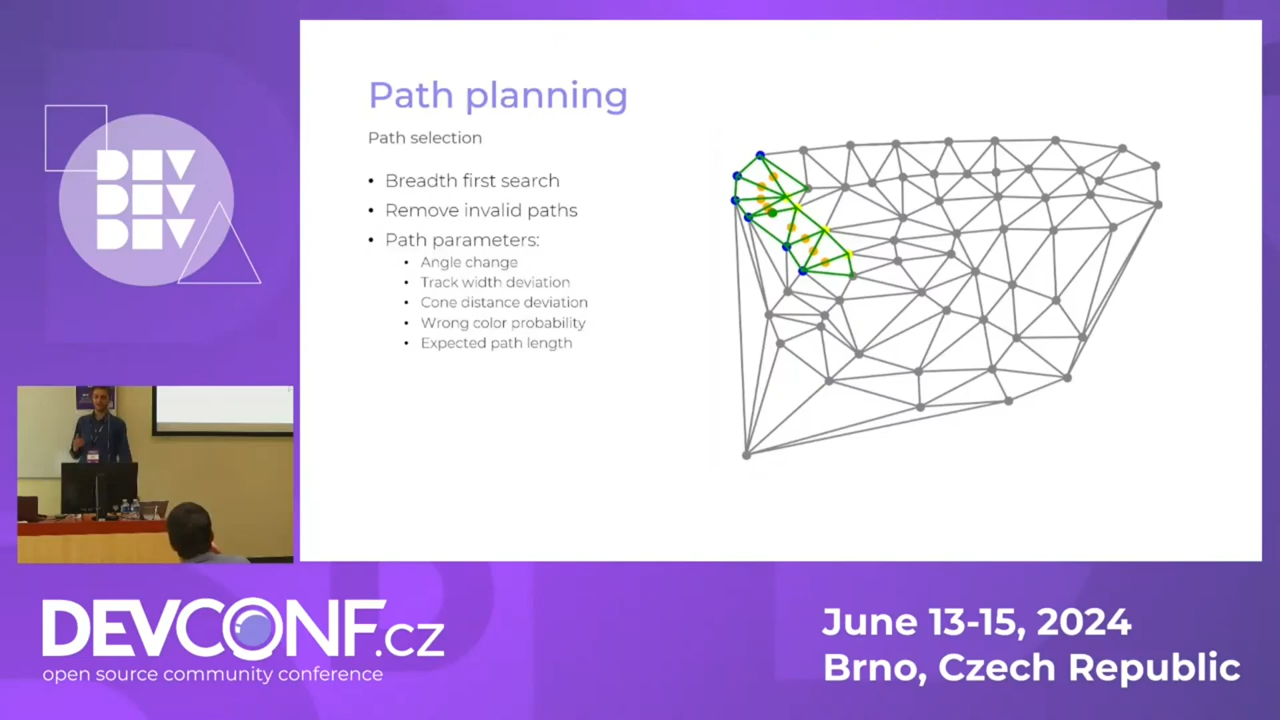 Path planning
Path selection
• Breadth first search
• Remove invalid paths
• Path parameters:
• Angle change
• Track width deviation
• Cone distance deviation
• Wrong color probability
• Expected path length
DEV
DEV
DEV
DEVCONF.cz
open source community conference
June 13-15, 2024
Brno, Czech Republic